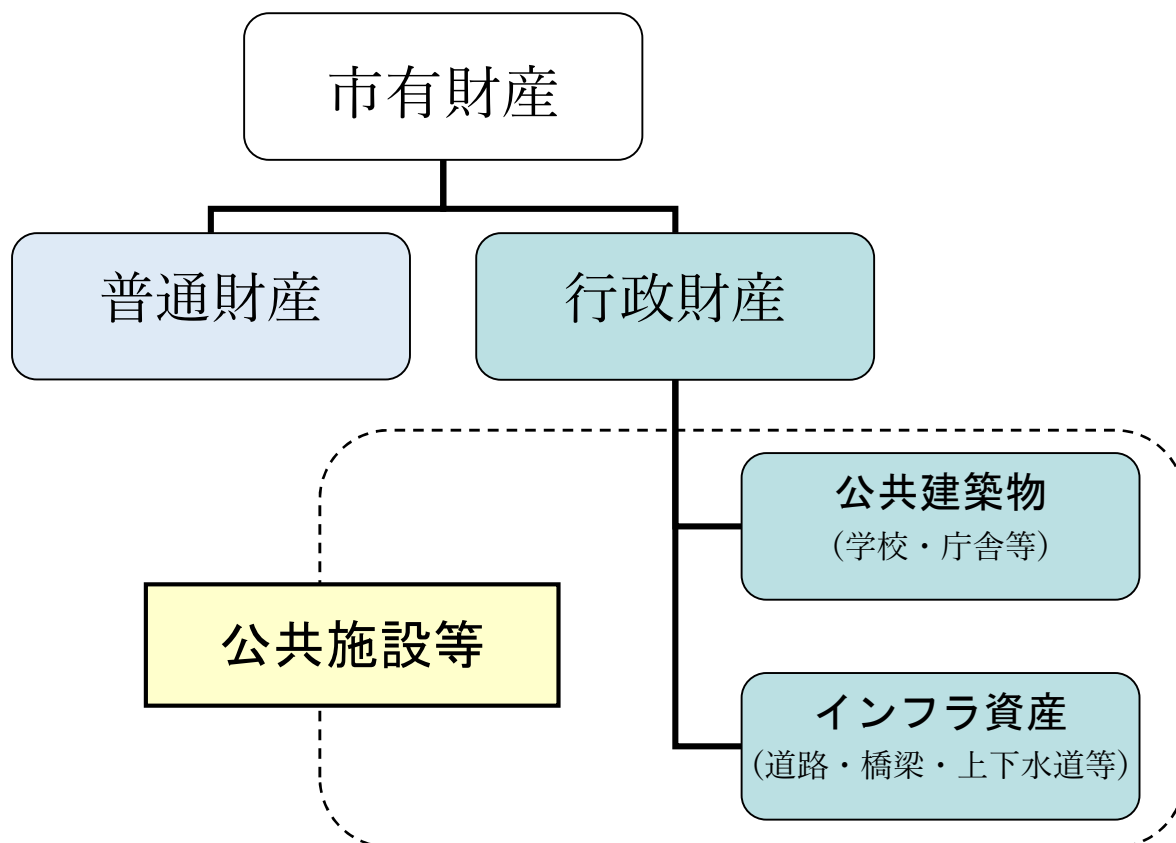 市有財産
普通財産
行政財産
公共建築物
(学校・庁舎等)
公共施設等
インフラ資産
(道路・橋梁・上下水道等)